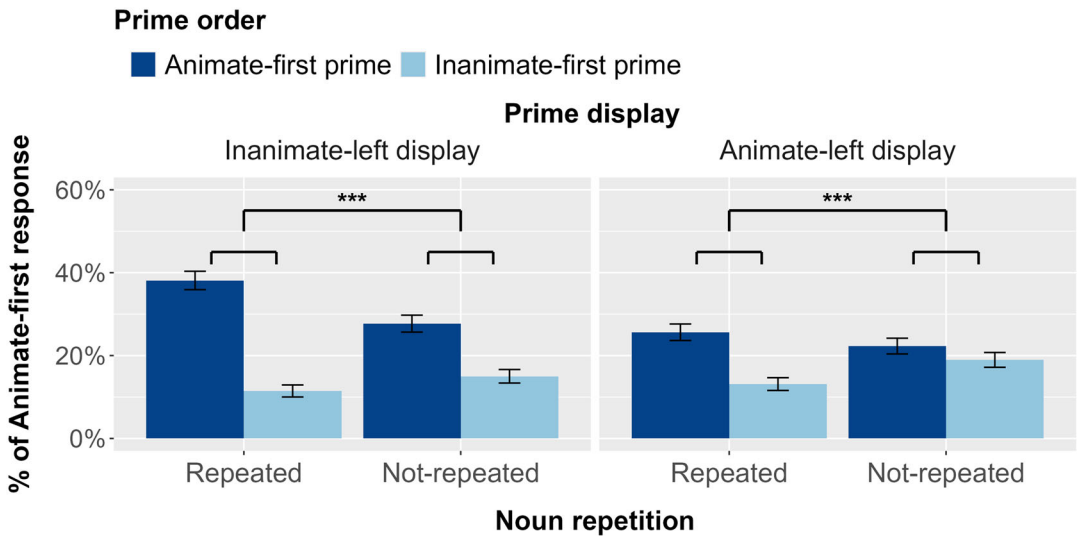 Prime order
Animate-first prime Inanimate-first prime
Prime display
Inanimate-left display Animate-left display
% of Animate-first response
60%
40%
20%
0%
*** ***
Repeated Not-repeated Repeated Not-repeated
Noun repetition